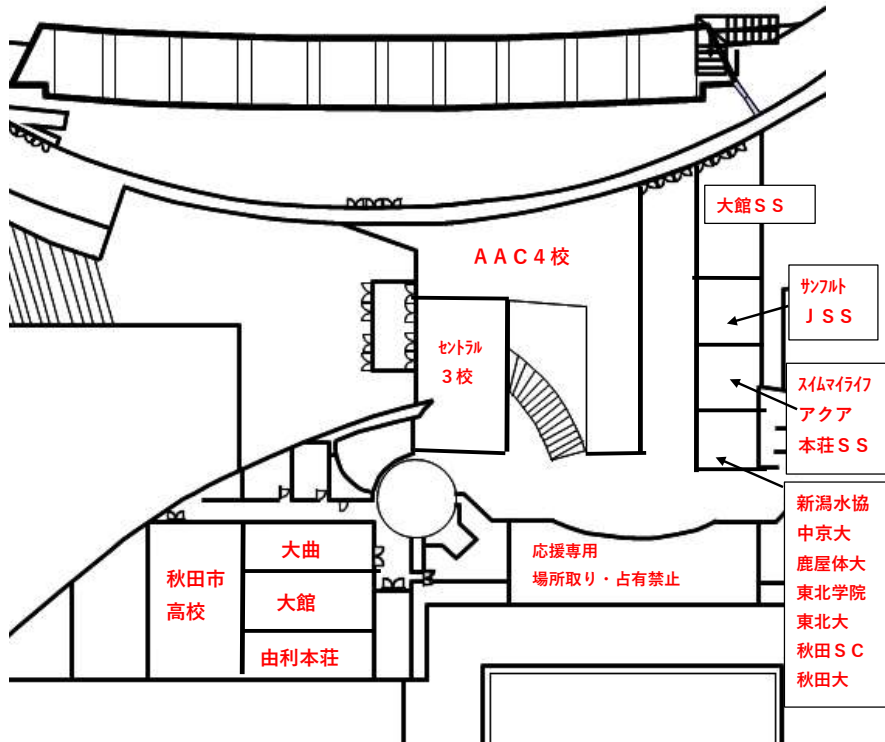 大館ＳＳ
ＡＡＣ４校
ｻﾝﾌﾙﾄ
ＪＳＳ
ｾﾝﾄﾗﾙ
３校
ｽｲﾑﾏｲﾗｲﾌ
アクア
本荘ＳＳ
新潟水協
中京大
鹿屋体大
東北学院
東北大
秋田ＳＣ
秋田大
応援専用
場所取り・占有禁止
秋田市
高校
大曲
大館
由利本荘